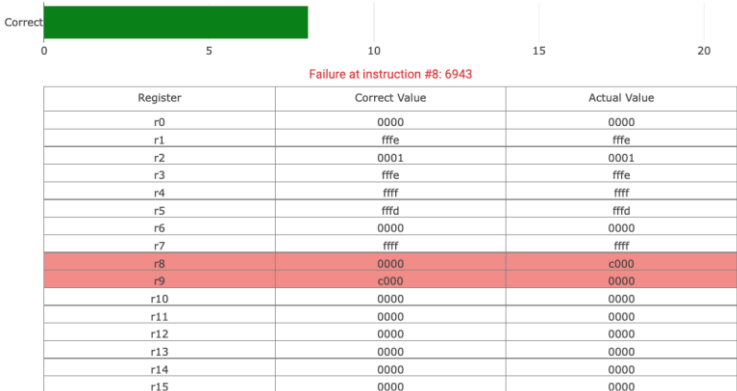 Correct
0 5 10 15 20
Failure at instruction #8: 6943
Register Correct Value Actual Value
r0 0000 0000
r1 fffe fffe
r2 0001 0001
r3 fffe fffe
r4 ffff ffff
r5 fffd fffd
r6 0000 0000
r7 ffff ffff
r8 0000 c000
r9 c000 0000
r10 0000 0000
r11 0000 0000
r12 0000 0000
r13 0000 0000
r14 0000 0000
r15 0000 0000